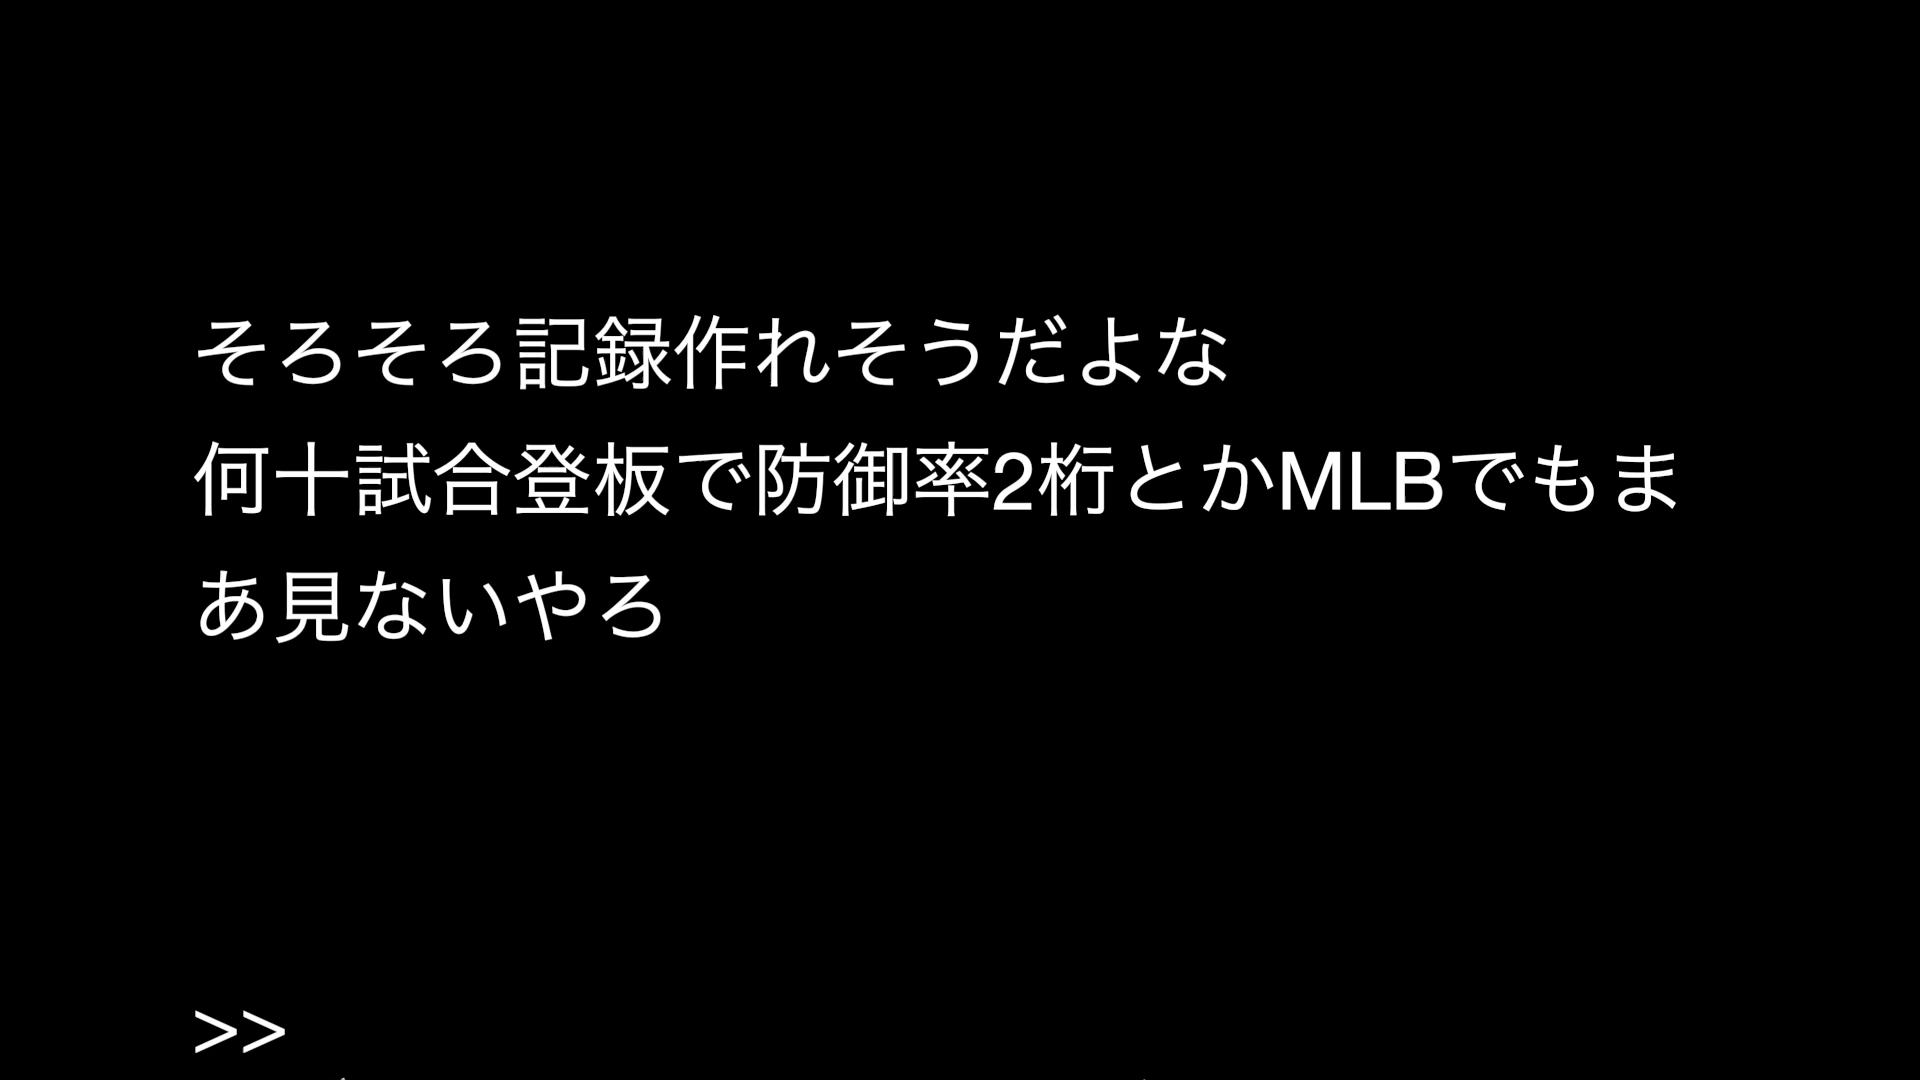 そろそろ記録作れそうだよな
何十試合登板で防御率2桁とかMLBでもま
あ見ないやろ
>>